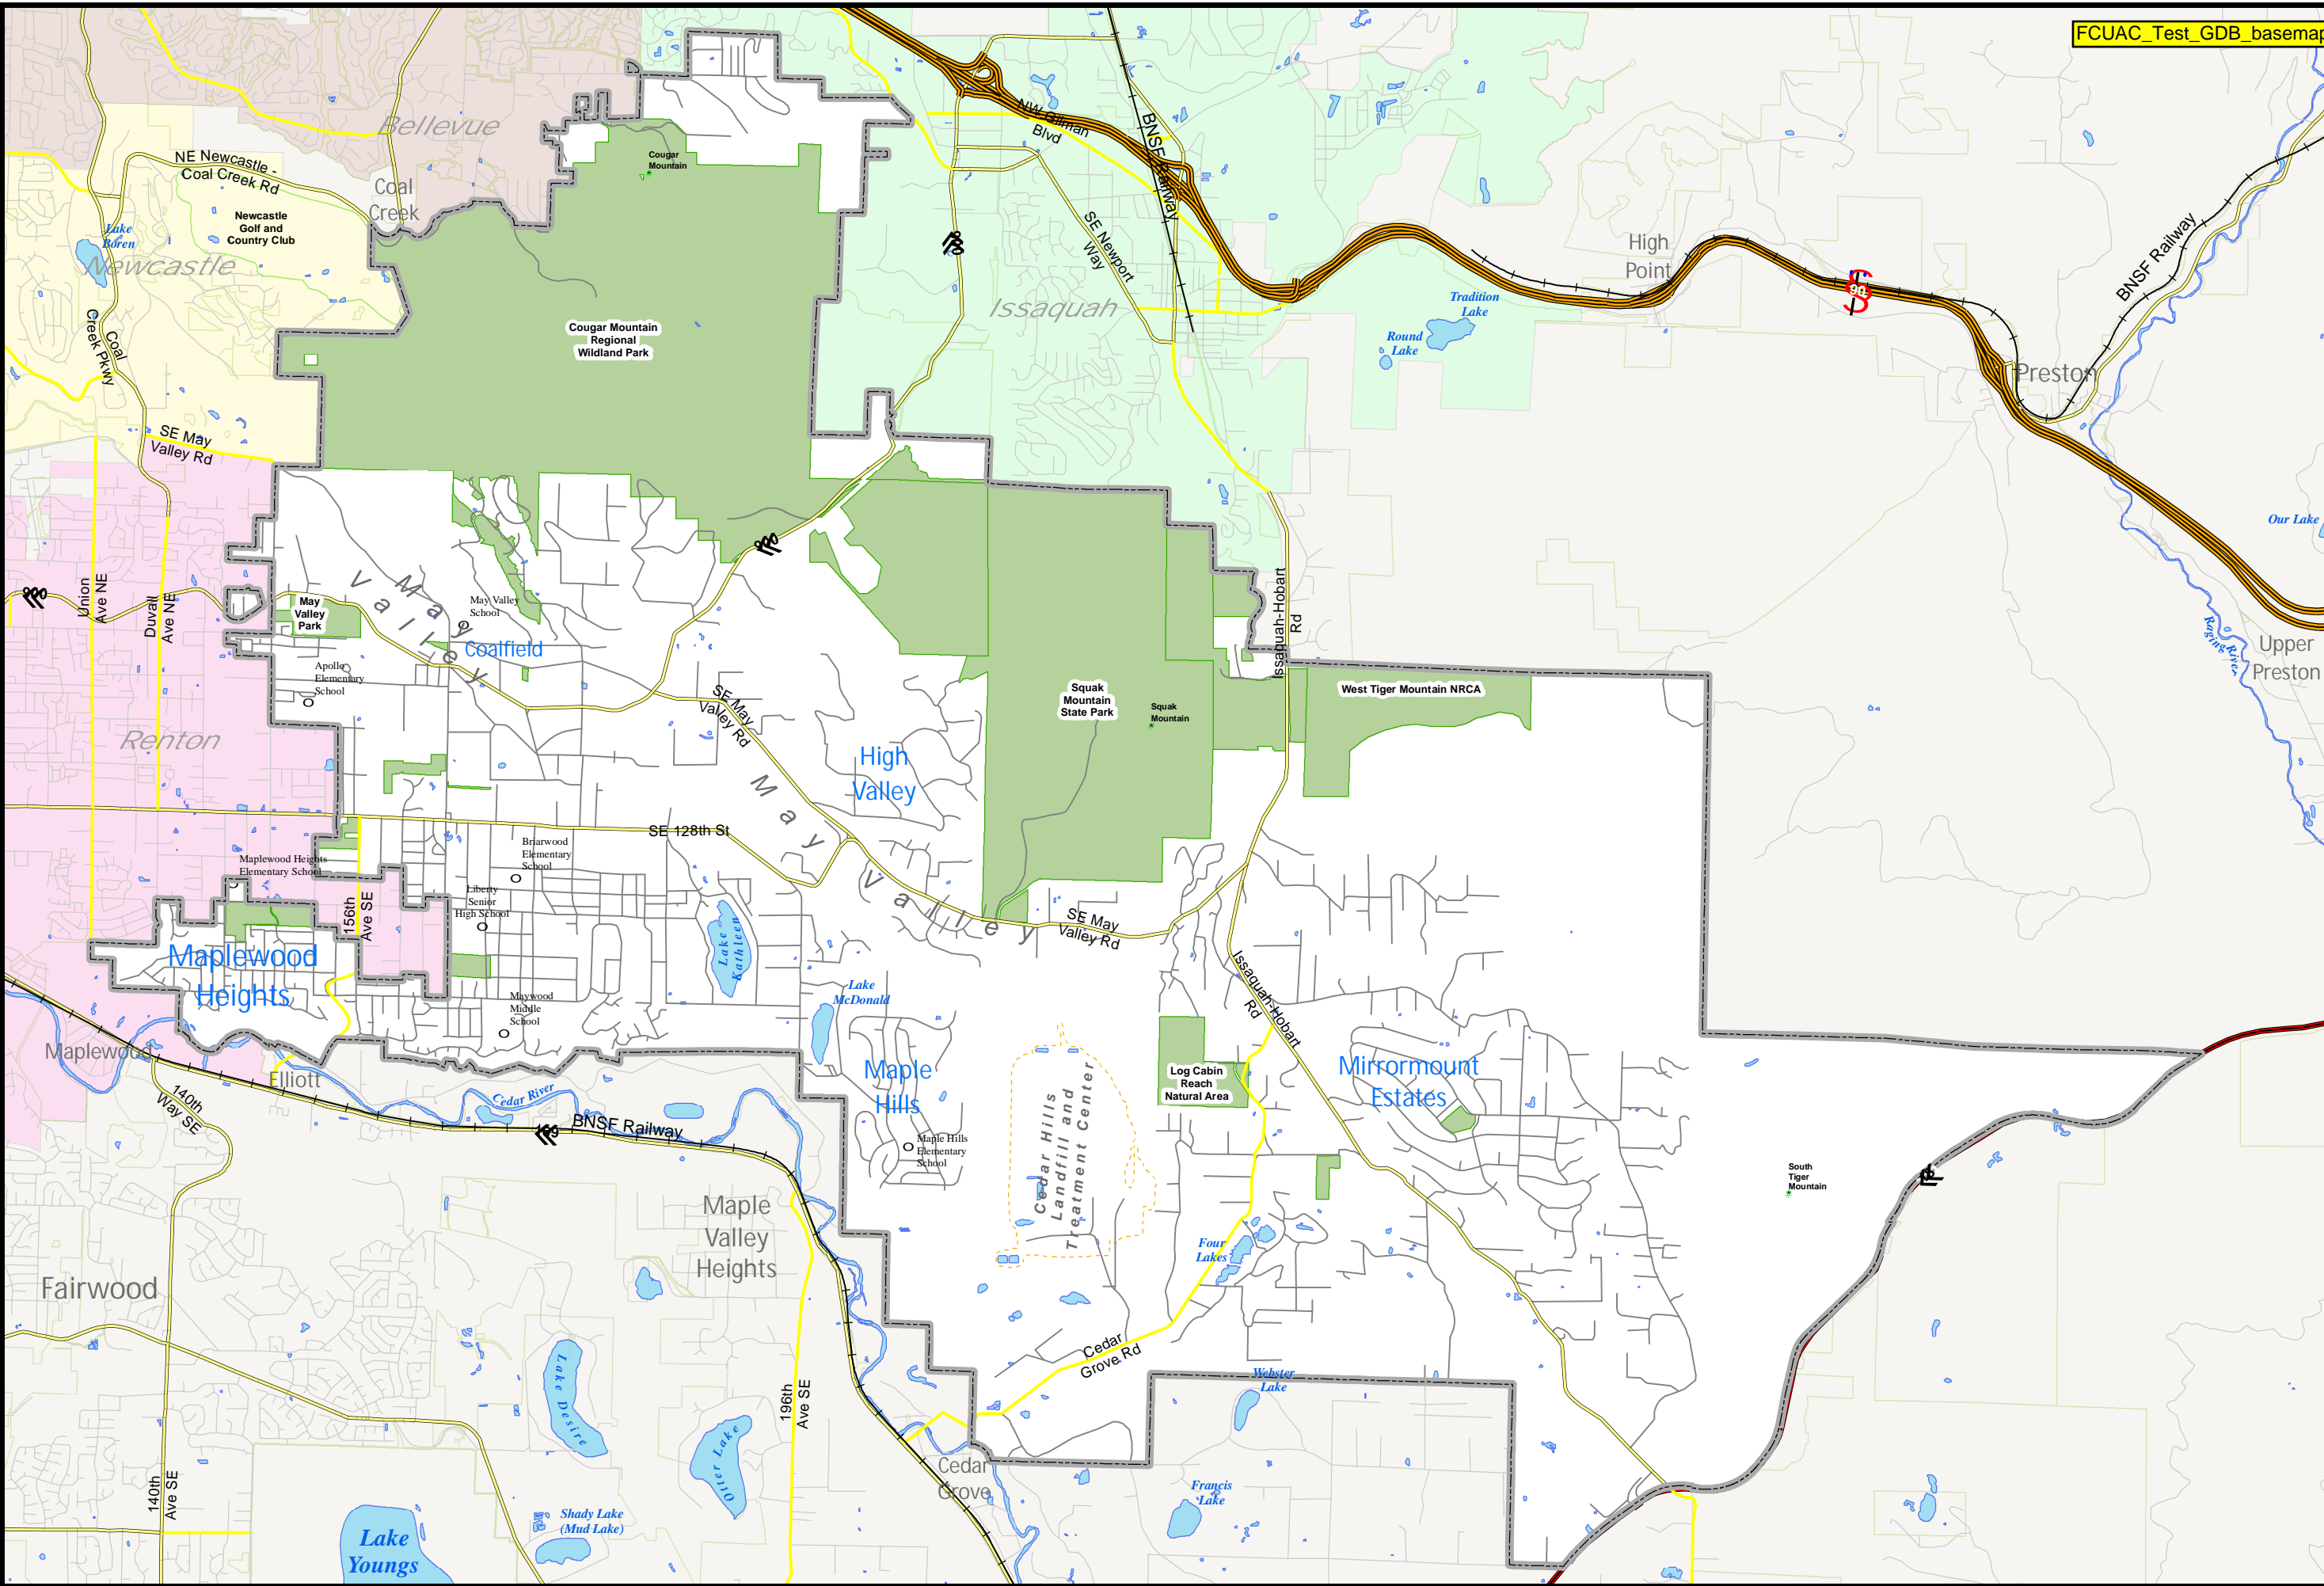 FCUAC_Test_GDB_basemap
Bellevue
NE Newcastle -
Coal Creek Rd
Coal
Creek
Newcastle
Golf and
Country Club
Lake
Boren
Newcastle
Coal
Creek Pkwy
SE May
Valley Rd
Cougar
Mountain
Cougar Mountain
Regional
Wildland Park
NW Gilman
Blvd
BNSF Railway
SE Newport
Way
Issaquah
900
High
Point
Tradition
Lake
Round
Lake
90
BNSF Railway
Preston
Our Lake
Raging
River
Upper
Preston
900
Union
Ave NE
Duvall
Ave NE
900
May
Valley
May
Valley
Park
May Valley
School
Coalfield
Apollo
Elementary
School
Renton
SE May
Valley Rd
High
Valley
Squak
Mountain
State Park
Squak
Mountain
Issaquah-Hobart
Rd
West Tiger Mountain NRCA
SE 128th St
May
Valley
Briarwood
Elementary
School
Maplewood Heights
Elementary School
Liberty
Senior
High School
156th
Ave SE
Lake
Kathleen
SE May
Valley Rd
Maplewood
Heights
Maywood
Middle
School
Lake
McDonald
Issaquah-Hobart
Rd
Maplewood
Elliott
Cedar River
140th
Way SE
169
BNSF Railway
Maple
Hills
Maple Hills
Elementary
School
Cedar Hills
Landfill and
Treatment Center
Log Cabin
Reach
Natural Area
Mirrormount
Estates
South
Tiger
Mountain
18
Maple
Valley
Heights
Four
Lakes
Fairwood
Cedar
Grove Rd
Webster
Lake
Lake Desire
Otter Lake
196th
Ave SE
Cedar
Grove
Francis
Lake
140th
Ave SE
Shady Lake
(Mud Lake)
Lake
Youngs